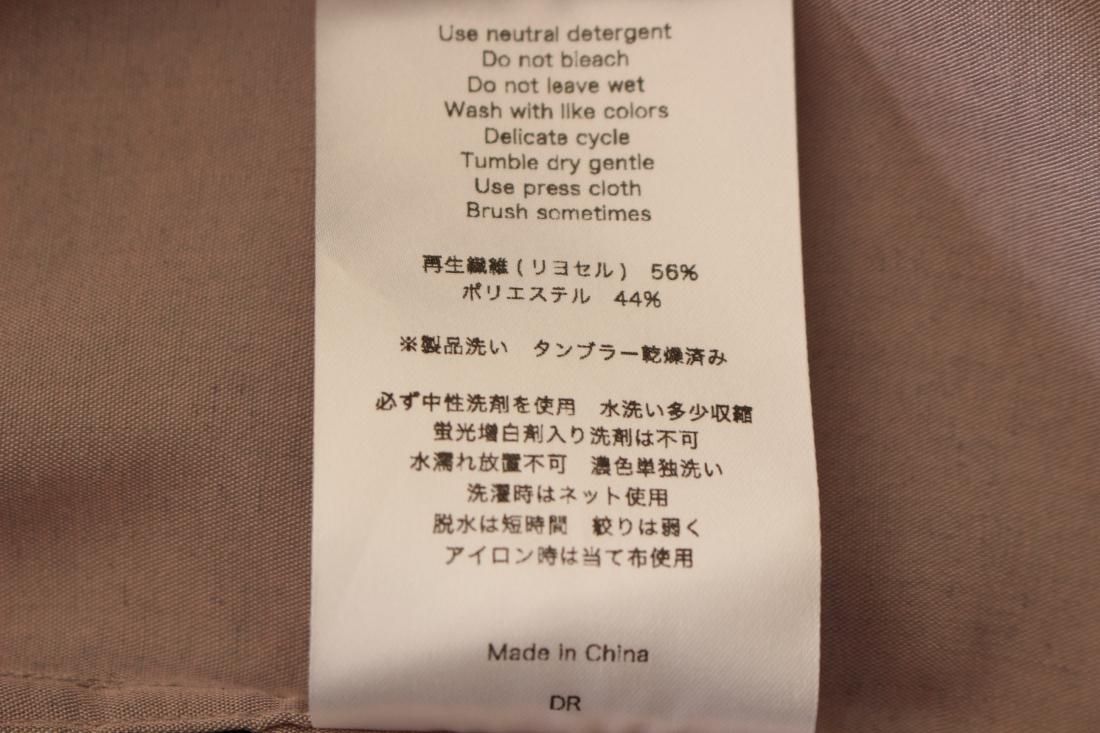 Use neutral detergent
Do not bleach
Do not leave wet
Wash with like colors
Delicate cycle
Tumble dry gentle
Use press cloth
Brush sometimes
再生繊維(リヨセル) 56%
ポリエステル 44%
※製品洗い タンブラー乾燥済み
必ず中性洗剤を使用 水洗い多少収縮
蛍光増白剤入り洗剤は不可
水濡れ放置不可 濃色単独洗い
洗濯時はネット使用
脱水は短時間 絞りは弱く
アイロン時は当て布使用
Made in China
DR